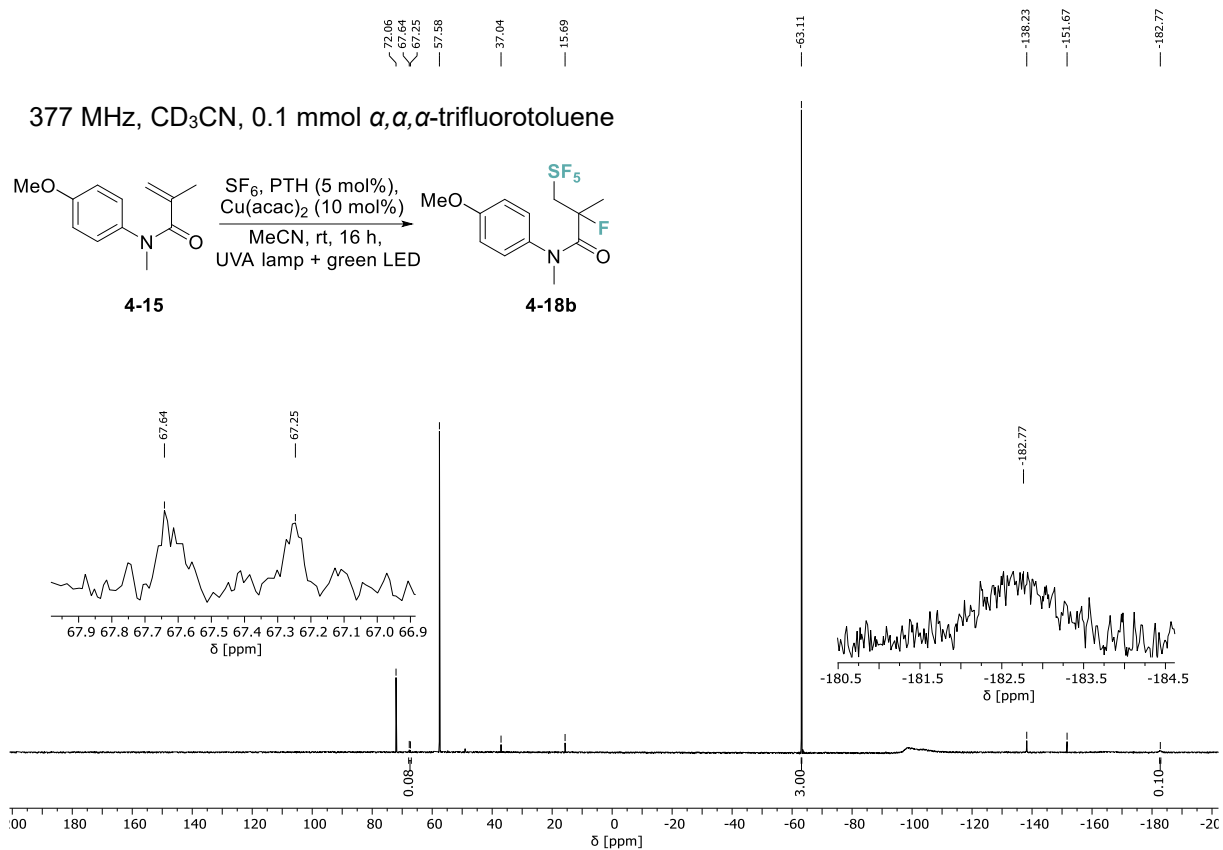 72.06
67.64
67.25
57.58
37.04
15.69
-63.11
-138.23
-151.67
-182.77
377 MHz, CD₃CN, 0.1 mmol α,α,α-trifluorotoluene
MeO
N
O
4-15
SF₆, PTH (5 mol%),
Cu(acac)₂ (10 mol%)
MeCN, rt, 16 h,
UVA lamp + green LED
SF₅
MeO
F
N
O
4-18b
67.64
67.25
67.9 67.8 67.7 67.6 67.5 67.4 67.3 67.2 67.1 67.0 66.9
δ [ppm]
-182.77
-180.5 -181.5 -182.5 -183.5 -184.5
δ [ppm]
0.08
3.00
0.10
00 180 160 140 120 100 80 60 40 20 0 -20 -40 -60 -80 -100 -120 -140 -160 -180 -20
δ [ppm]